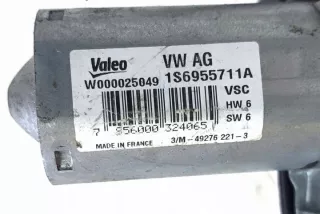 Valeo VW AG
W000025049 1S6955711A
VSC
HW 6
SW 6
7 956000 324065
MADE IN FRANCE 3/M-49276 221-3